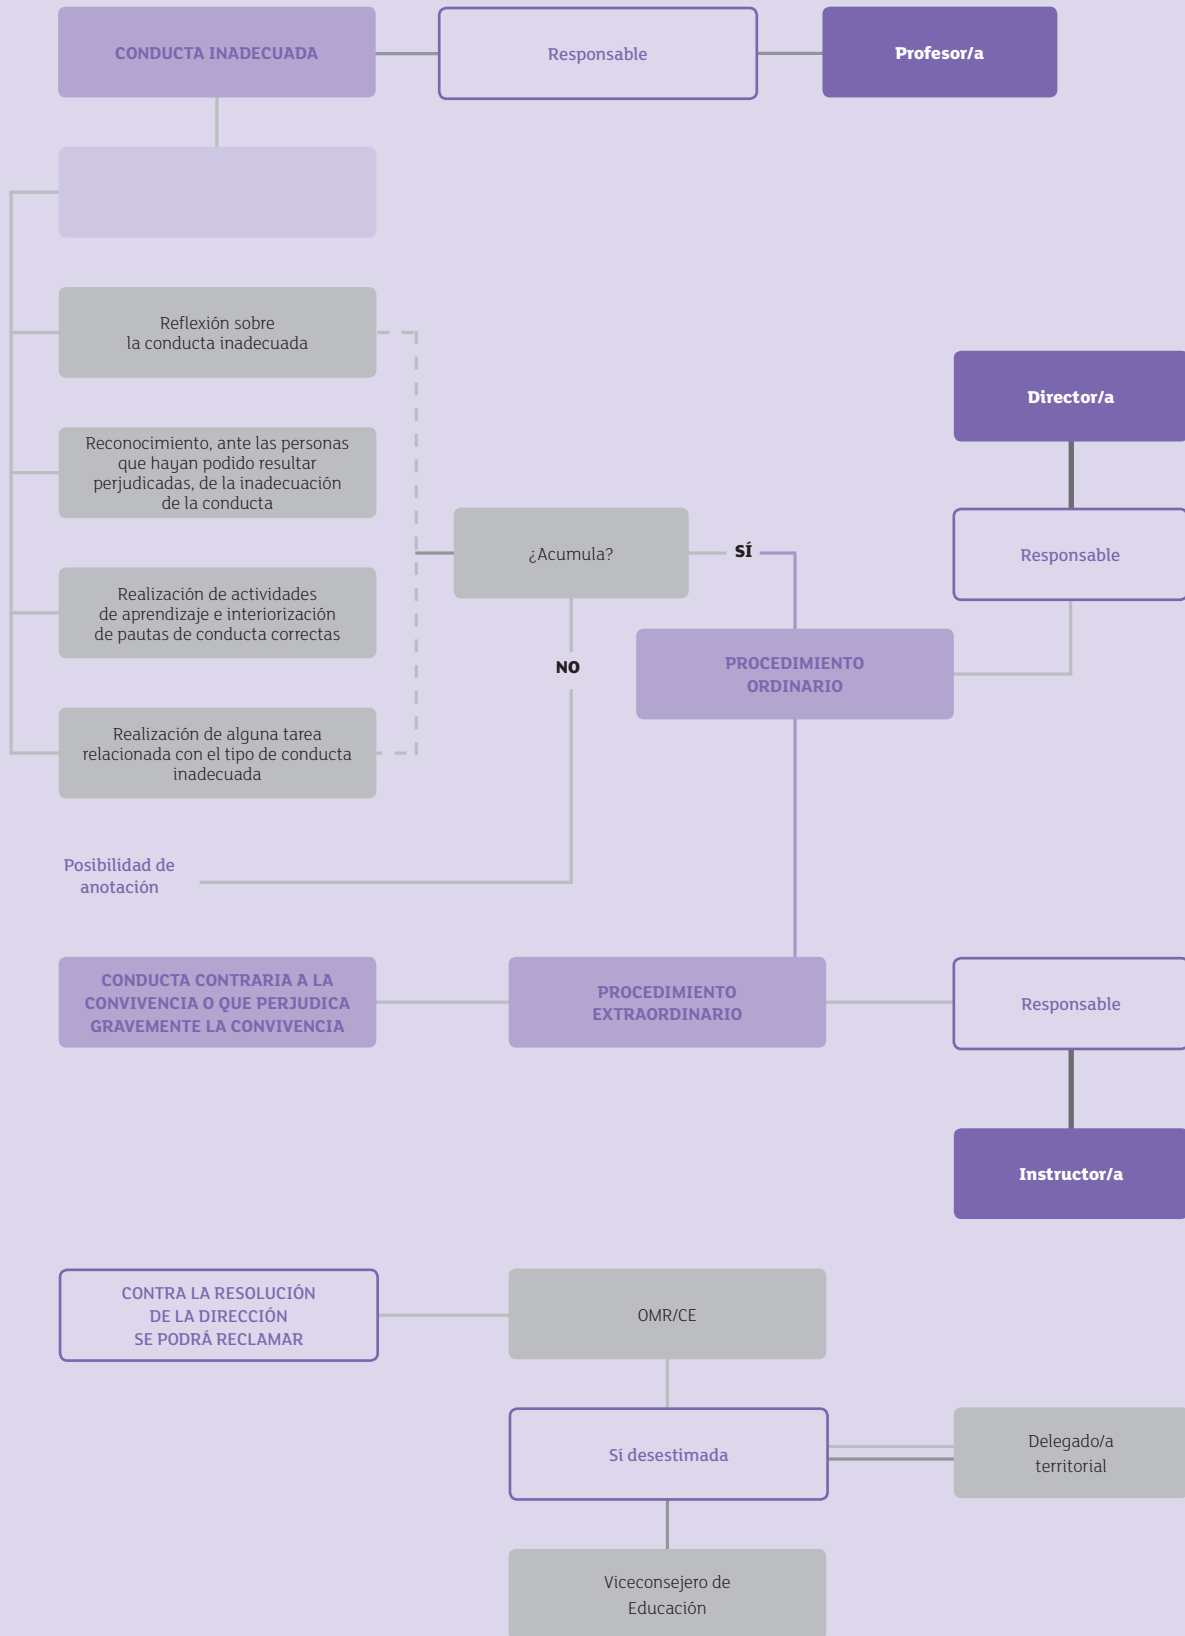 CONDUCTA INADECUADA
Responsable
Profesor/a
Reflexión sobre
la conducta inadecuada
Reconocimiento, ante las personas
que hayan podido resultar
perjudicadas, de la inadecuación
de la conducta
Realización de actividades
de aprendizaje e interiorización
de pautas de conducta correctas
Realización de alguna tarea
relacionada con el tipo de conducta
inadecuada
¿Acumula?
SÍ
NO
Director/a
Responsable
PROCEDIMIENTO
ORDINARIO
Posibilidad de
anotación
CONDUCTA CONTRARIA A LA
CONVIVENCIA O QUE PERJUDICA
GRAVEMENTE LA CONVIVENCIA
PROCEDIMIENTO
EXTRAORDINARIO
Responsable
Instructor/a
CONTRA LA RESOLUCIÓN
DE LA DIRECCIÓN
SE PODRÁ RECLAMAR
OMR/CE
Sí desestimada
Delegado/a
territorial
Viceconsejero de
Educación